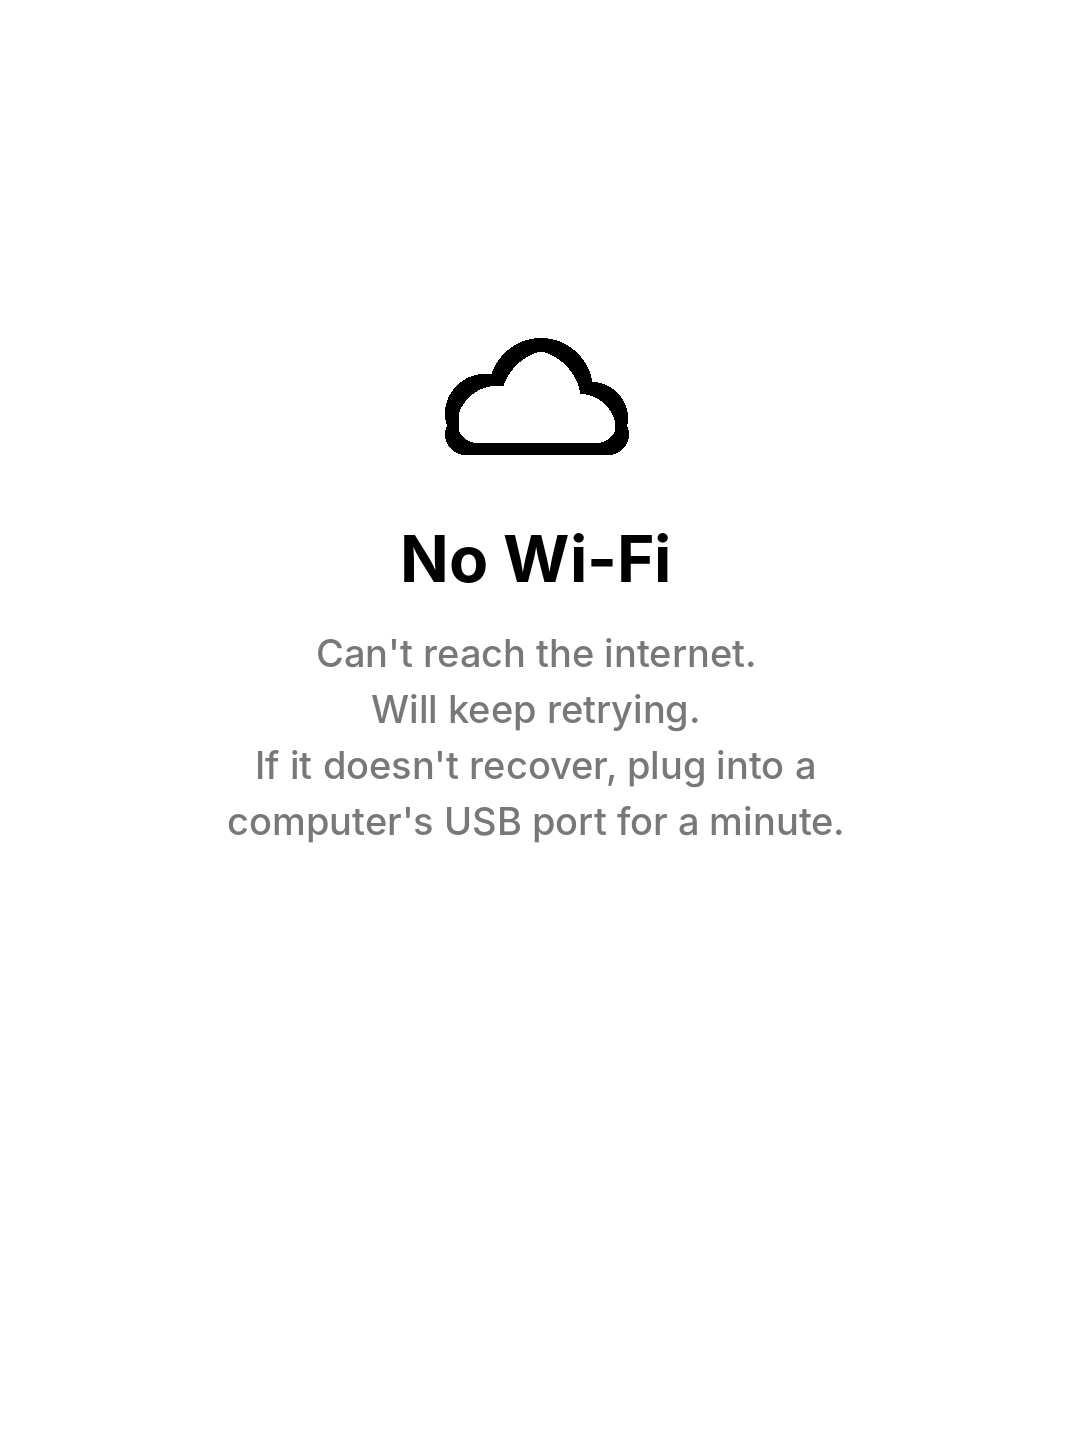 No Wi-Fi
Can't reach the internet.
Will keep retrying.
If it doesn't recover, plug into a
computer's USB port for a minute.